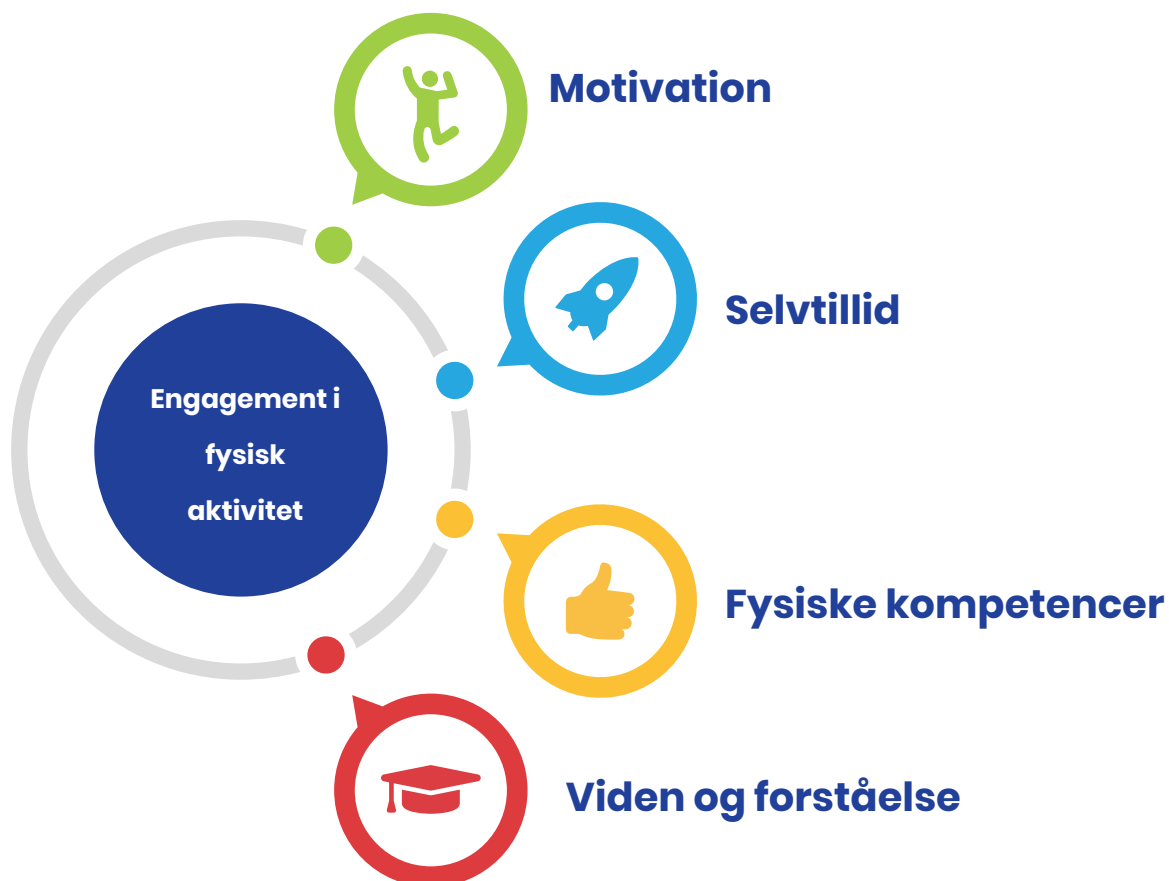 Motivation
Selvtillid
Engagement i
fysisk
aktivitet
Fysiske kompetencer
Viden og forståelse